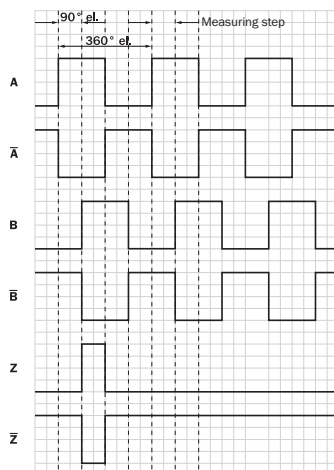 90° el.
Measuring step
360° el.
A
A̅
B
B̅
Z
Z̅